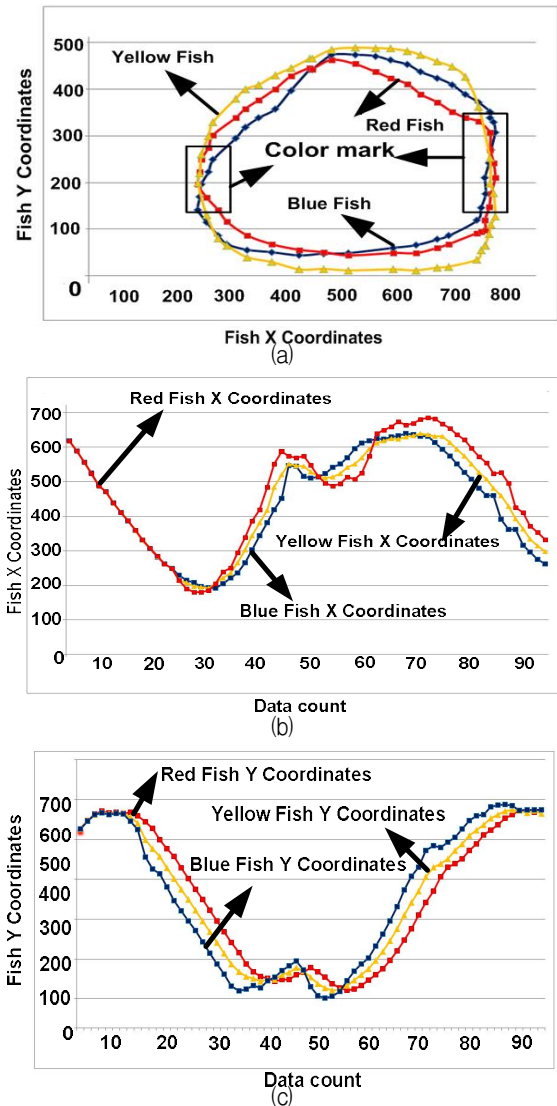 500
Yellow Fish
400
Red Fish
300
Color mark
200
Blue Fish
100
0
100 200 300 400 500 600 700 800
Fish Y Coordinates
Fish X Coordinates
(a)
700
Red Fish X Coordinates
600
500
400
Yellow Fish X Coordinates
300
200
Blue Fish X Coordinates
100
0
10 20 30 40 50 60 70 80 90
Fish X Coordinates
Data count
(b)
Red Fish Y Coordinates
700
Yellow Fish Y Coordinates
600
500
Blue Fish Y Coordinates
400
300
200
100
0
10 20 30 40 50 60 70 80 90
Fish Y Coordinates
Data count
(c)